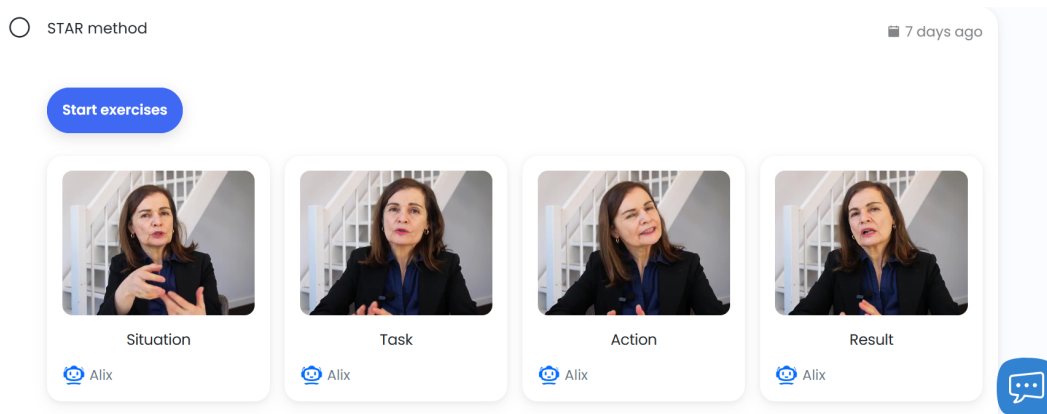 STAR method
7 days ago
Start exercises
Situation
Task
Action
Result
Alix
Alix
Alix
Alix